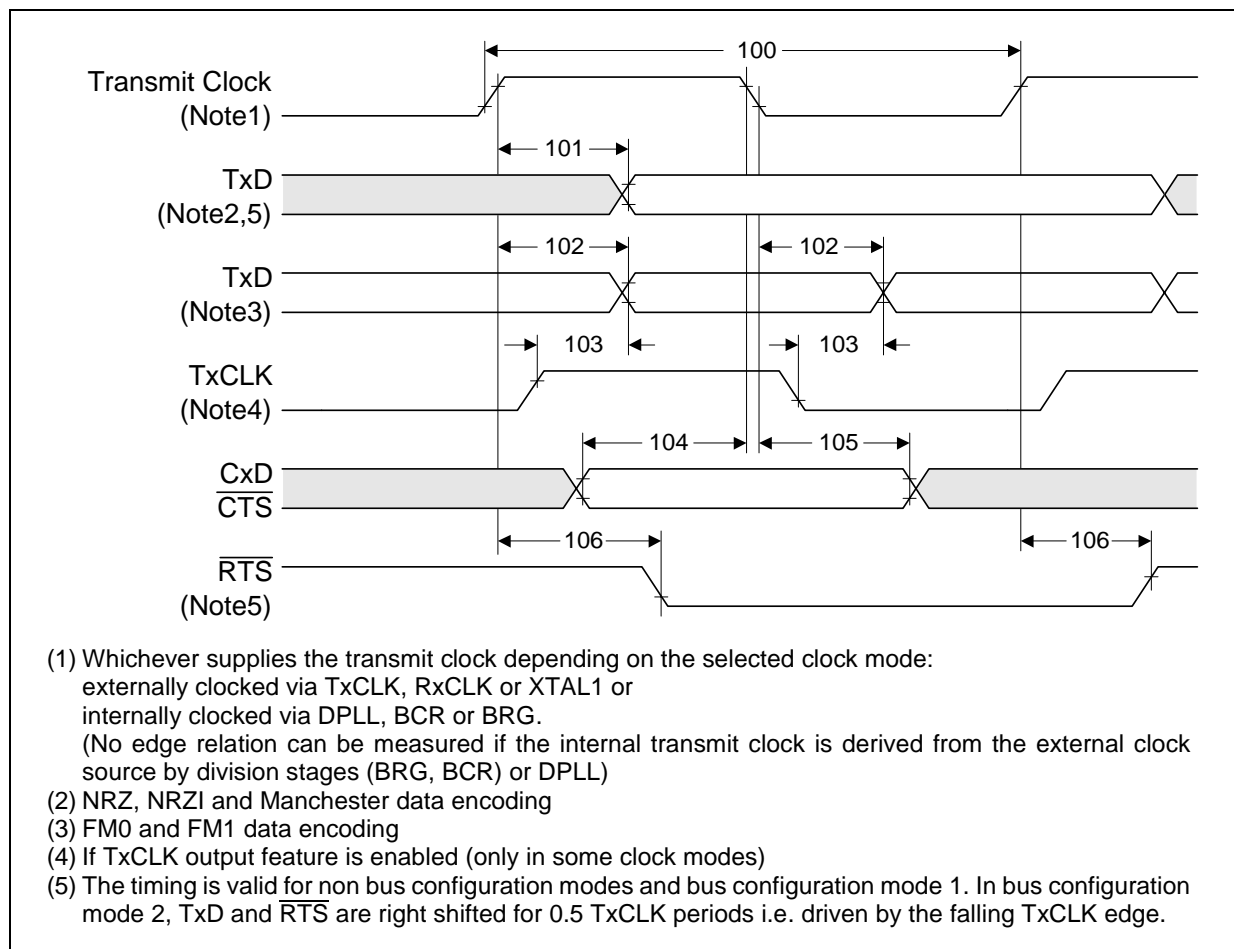 100
Transmit Clock
(Note1)
101
TxD
(Note2,5)
102
102
TxD
(Note3)
103
103
TxCLK
(Note4)
104
105
CxD
CTS
106
106
RTS
(Note5)
(1) Whichever supplies the transmit clock depending on the selected clock mode:
externally clocked via TxCLK, RxCLK or XTAL1 or
internally clocked via DPLL, BCR or BRG.
(No edge relation can be measured if the internal transmit clock is derived from the external clock
source by division stages (BRG, BCR) or DPLL)
(2) NRZ, NRZI and Manchester data encoding
(3) FM0 and FM1 data encoding
(4) If TxCLK output feature is enabled (only in some clock modes)
(5) The timing is valid for non bus configuration modes and bus configuration mode 1. In bus configuration
mode 2, TxD and RTS are right shifted for 0.5 TxCLK periods i.e. driven by the falling TxCLK edge.